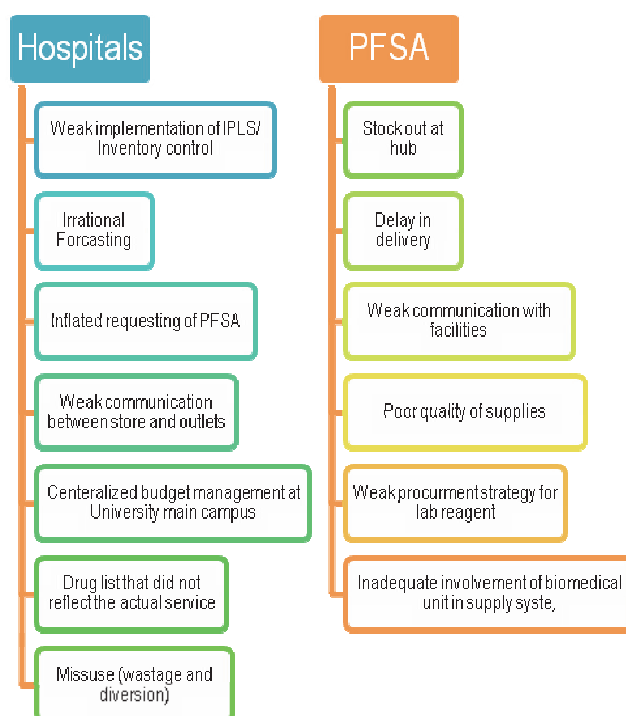 Hospitals
Weak implementation of IPLS/
Inventory control
Irrational
Forcasting
Inflated requesting of PFSA
Weak communication
between store and outlets
Centeralized budget management at
University main campus
Drug list that did not
reflect the actual service
Missuse (wastage and
diversion)
PFSA
Stock out at
hub
Delay in
delivery
Weak communication with
facilities
Poor quality of supplies
Weak procurment strategy for
lab reagent
Inadequate involvement of biomedical
unit in supply syste,